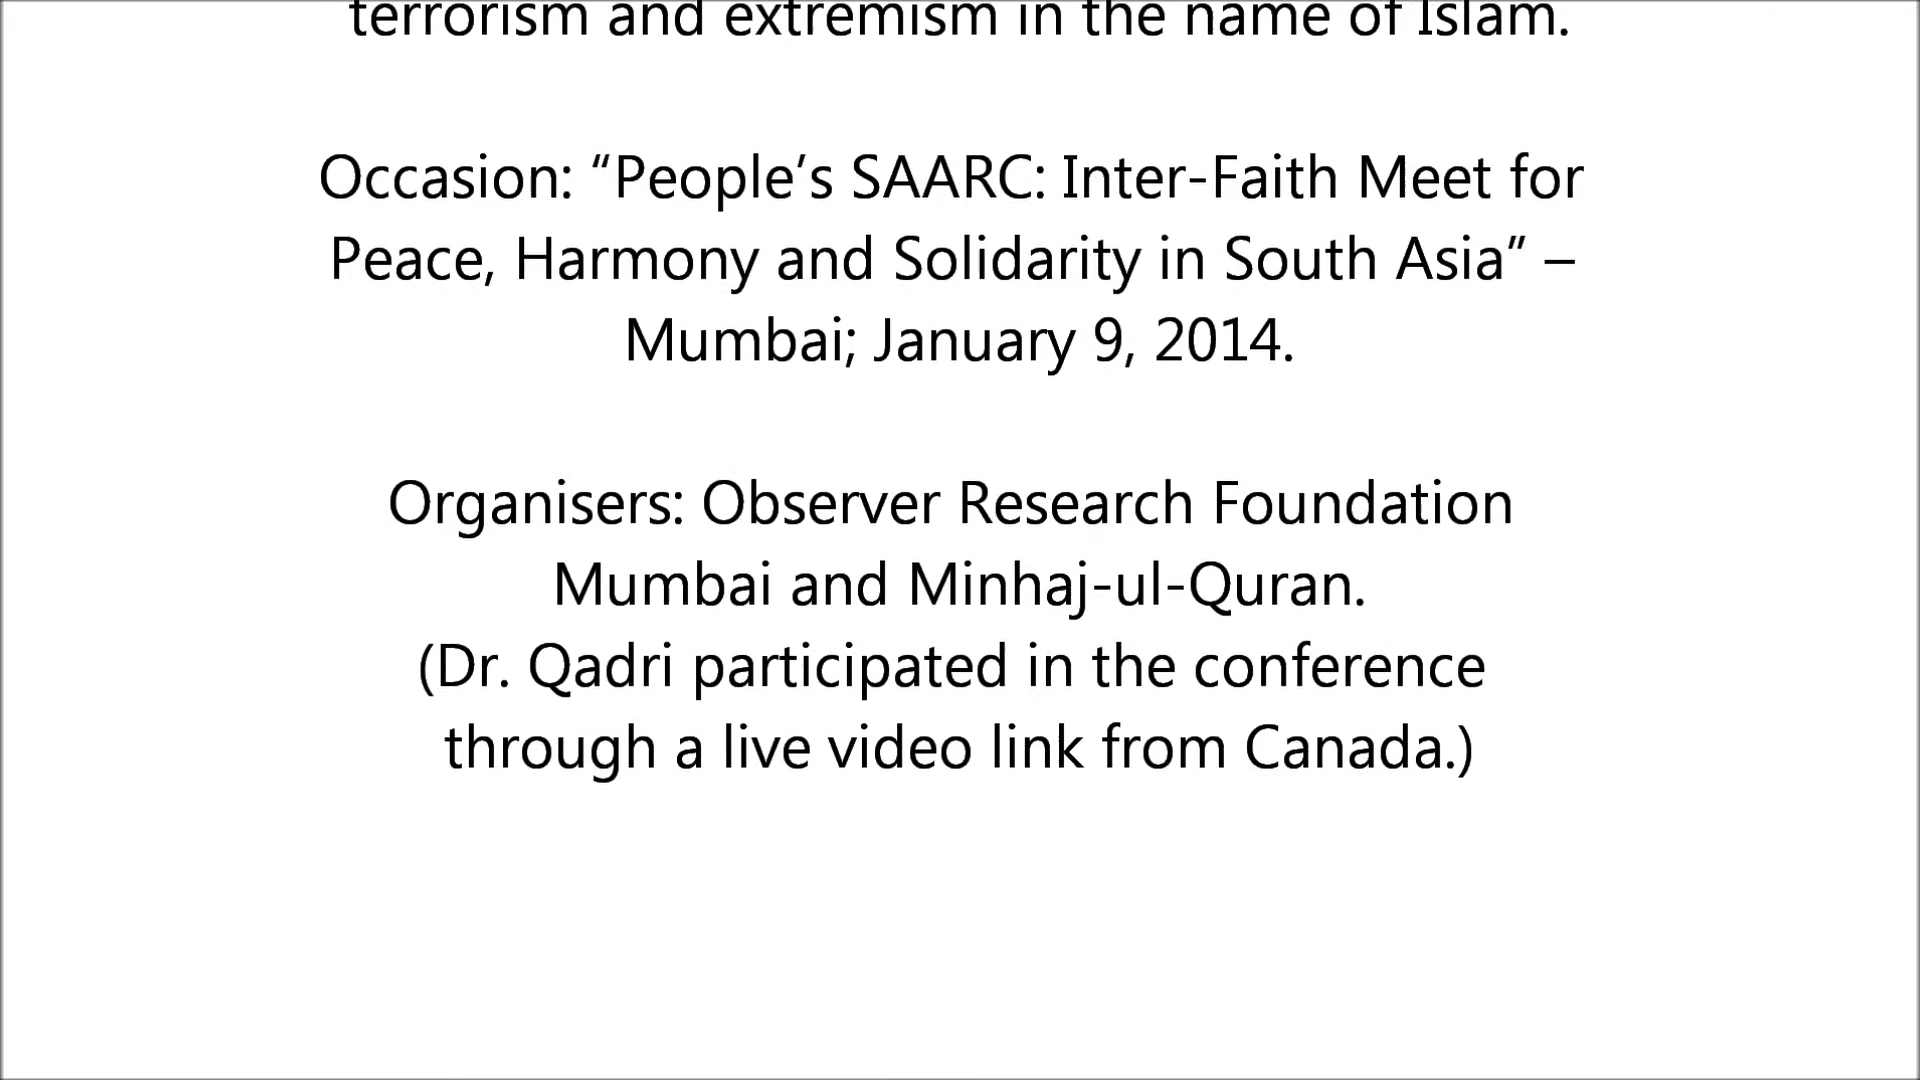 terrorism and extremism in the name of Islam.
Occasion: “People’s SAARC: Inter-Faith Meet for
Peace, Harmony and Solidarity in South Asia” –
Mumbai; January 9, 2014.
Organisers: Observer Research Foundation
Mumbai and Minhaj-ul-Quran.
(Dr. Qadri participated in the conference
through a live video link from Canada.)